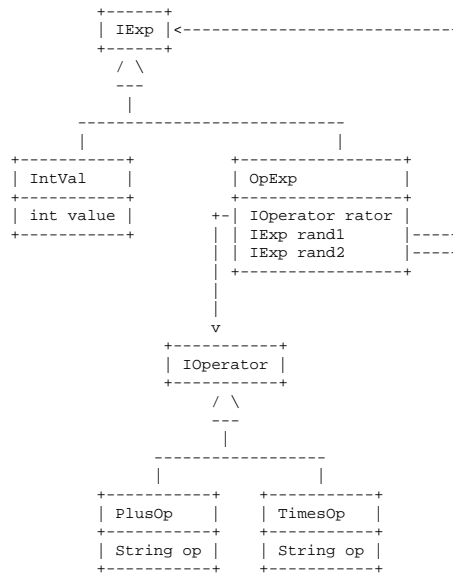 IExp
IntVal OpExp
int value IOperator rator
IExp rand1
IExp rand2
IOperator
PlusOp TimesOp
String op String op